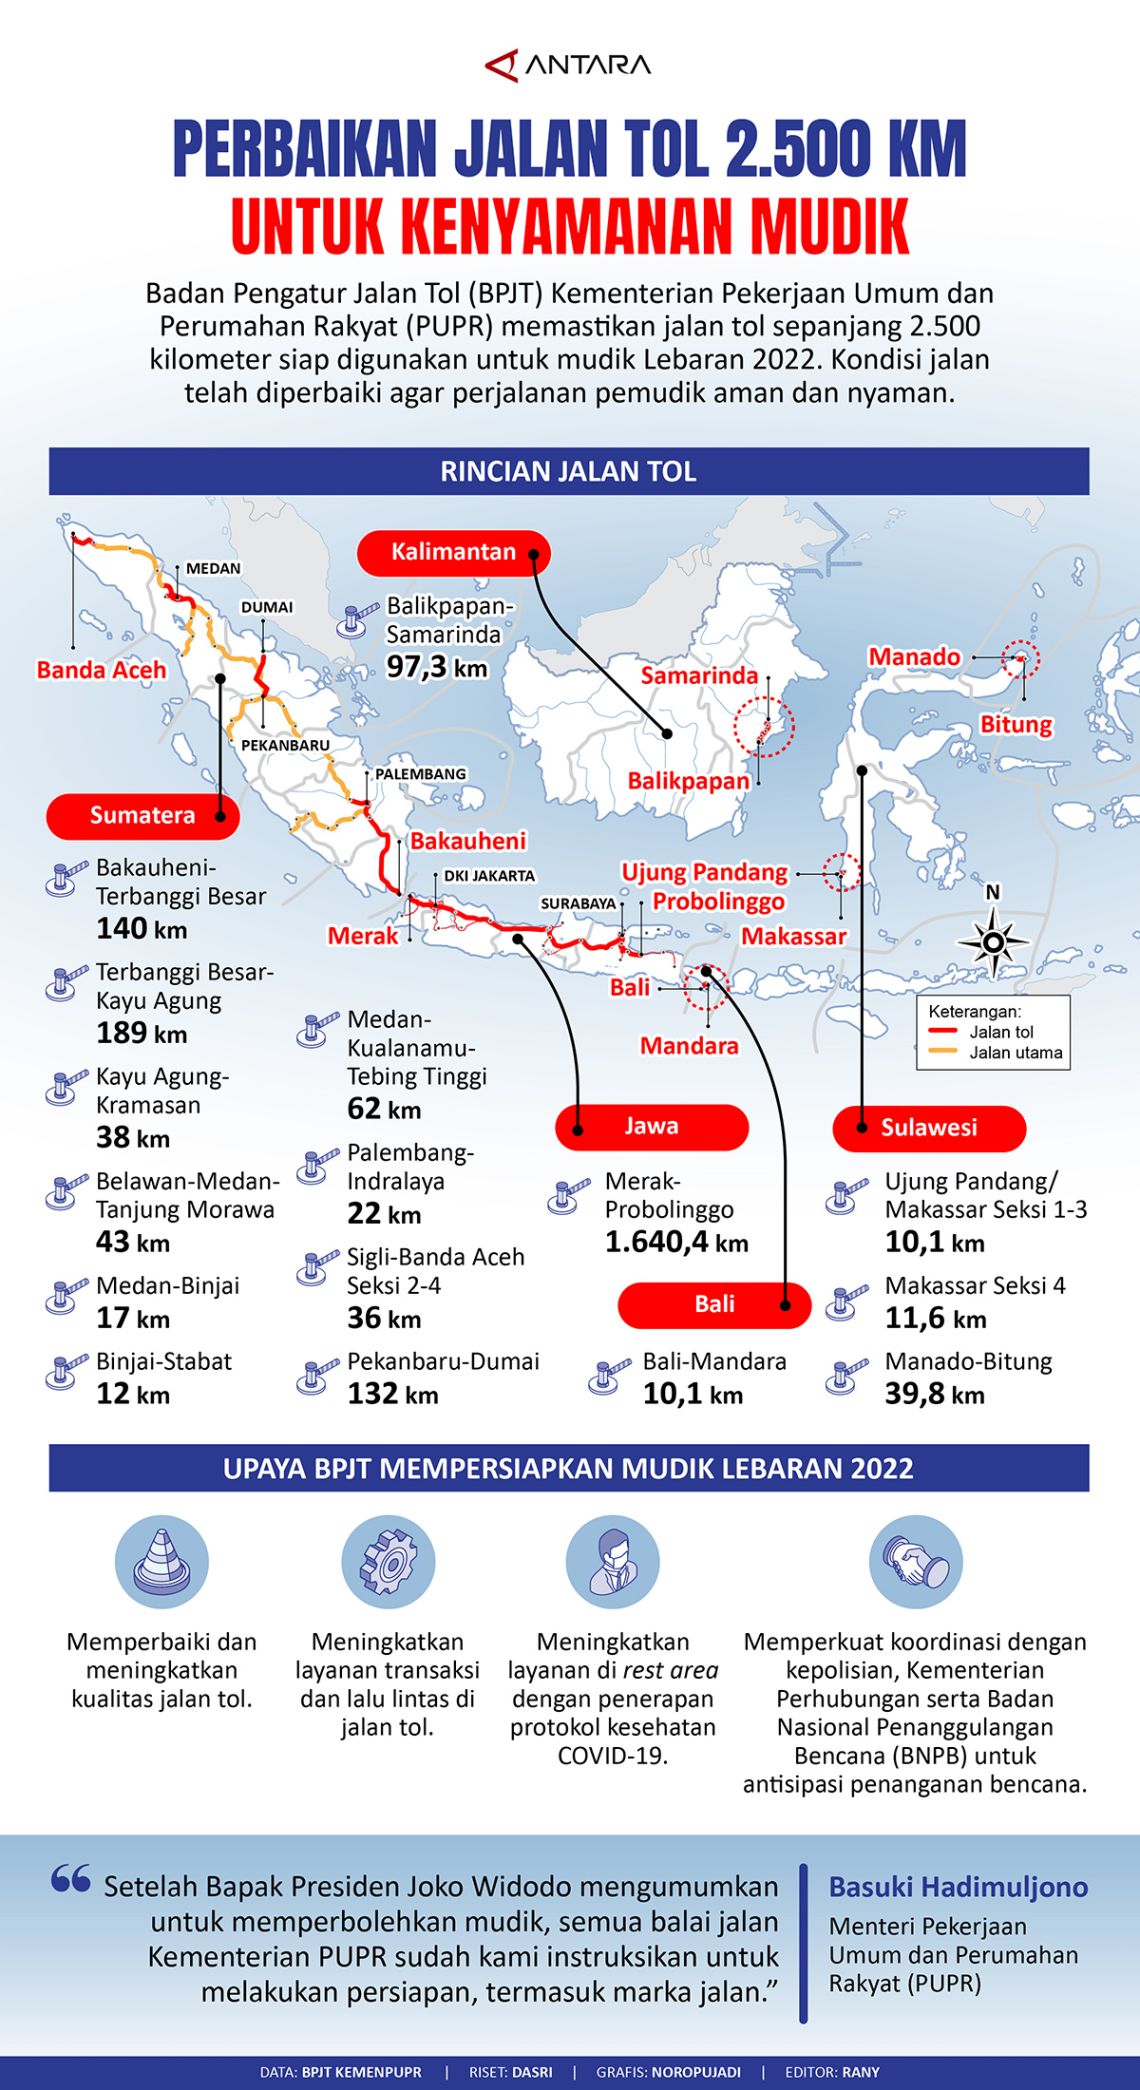 ANTARA
PERBAIKAN JALAN TOL 2.500 KM
UNTUK KENYAMANAN MUDIK
Badan Pengatur Jalan Tol (BPJT) Kementerian Pekerjaan Umum dan
Perumahan Rakyat (PUPR) memastikan jalan tol sepanjang 2.500
kilometer siap digunakan untuk mudik Lebaran 2022. Kondisi jalan
telah diperbaiki agar perjalanan pemudik aman dan nyaman.
RINCIAN JALAN TOL
Kalimantan
Balikpapan-
Samarinda
97,3 km
MEDAN
DUMAI
Banda Aceh
PEKANBARU
PALEMBANG
Bakauheni
DKI JAKARTA
Merak
SURABAYA
Samarinda
Balikpapan
Manado
Bitung
Ujung Pandang
Probolinggo
Makassar
Bali
Mandara
N
Keterangan:
Jalan tol
Jalan utama
Sumatera
Bakauheni-
Terbanggi Besar
140 km
Terbanggi Besar-
Kayu Agung
189 km
Kayu Agung-
Kramasan
38 km
Belawan-Medan-
Tanjung Morawa
43 km
Medan-Binjai
17 km
Binjai-Stabat
12 km
Medan-
Kualanamu-
Tebing Tinggi
62 km
Palembang-
Indralaya
22 km
Sigli-Banda Aceh
Seksi 2-4
36 km
Pekanbaru-Dumai
132 km
Jawa
Merak-
Probolinggo
1.640,4 km
Bali
Bali-Mandara
10,1 km
Sulawesi
Ujung Pandang/
Makassar Seksi 1-3
10,1 km
Makassar Seksi 4
11,6 km
Manado-Bitung
39,8 km
UPAYA BPJT MEMPERSIAPKAN MUDIK LEBARAN 2022
Memperbaiki dan
meningkatkan
kualitas jalan tol.
Meningkatkan
layanan transaksi
dan lalu lintas di
jalan tol.
Meningkatkan
layanan di rest area
dengan penerapan
protokol kesehatan
COVID-19.
Memperkuat koordinasi dengan
kepolisian, Kementerian
Perhubungan serta Badan
Nasional Penanggulangan
Bencana (BNPB) untuk
antisipasi penanganan bencana.
“ Setelah Bapak Presiden Joko Widodo mengumumkan
untuk memperbolehkan mudik, semua balai jalan
Kementerian PUPR sudah kami instruksikan untuk
melakukan persiapan, termasuk marka jalan.”
Basuki Hadimuljono
Menteri Pekerjaan
Umum dan Perumahan
Rakyat (PUPR)
DATA: BPJT KEMENPUPR | RISET: DASRI | GRAFIS: NOROPUJADI | EDITOR: RANY